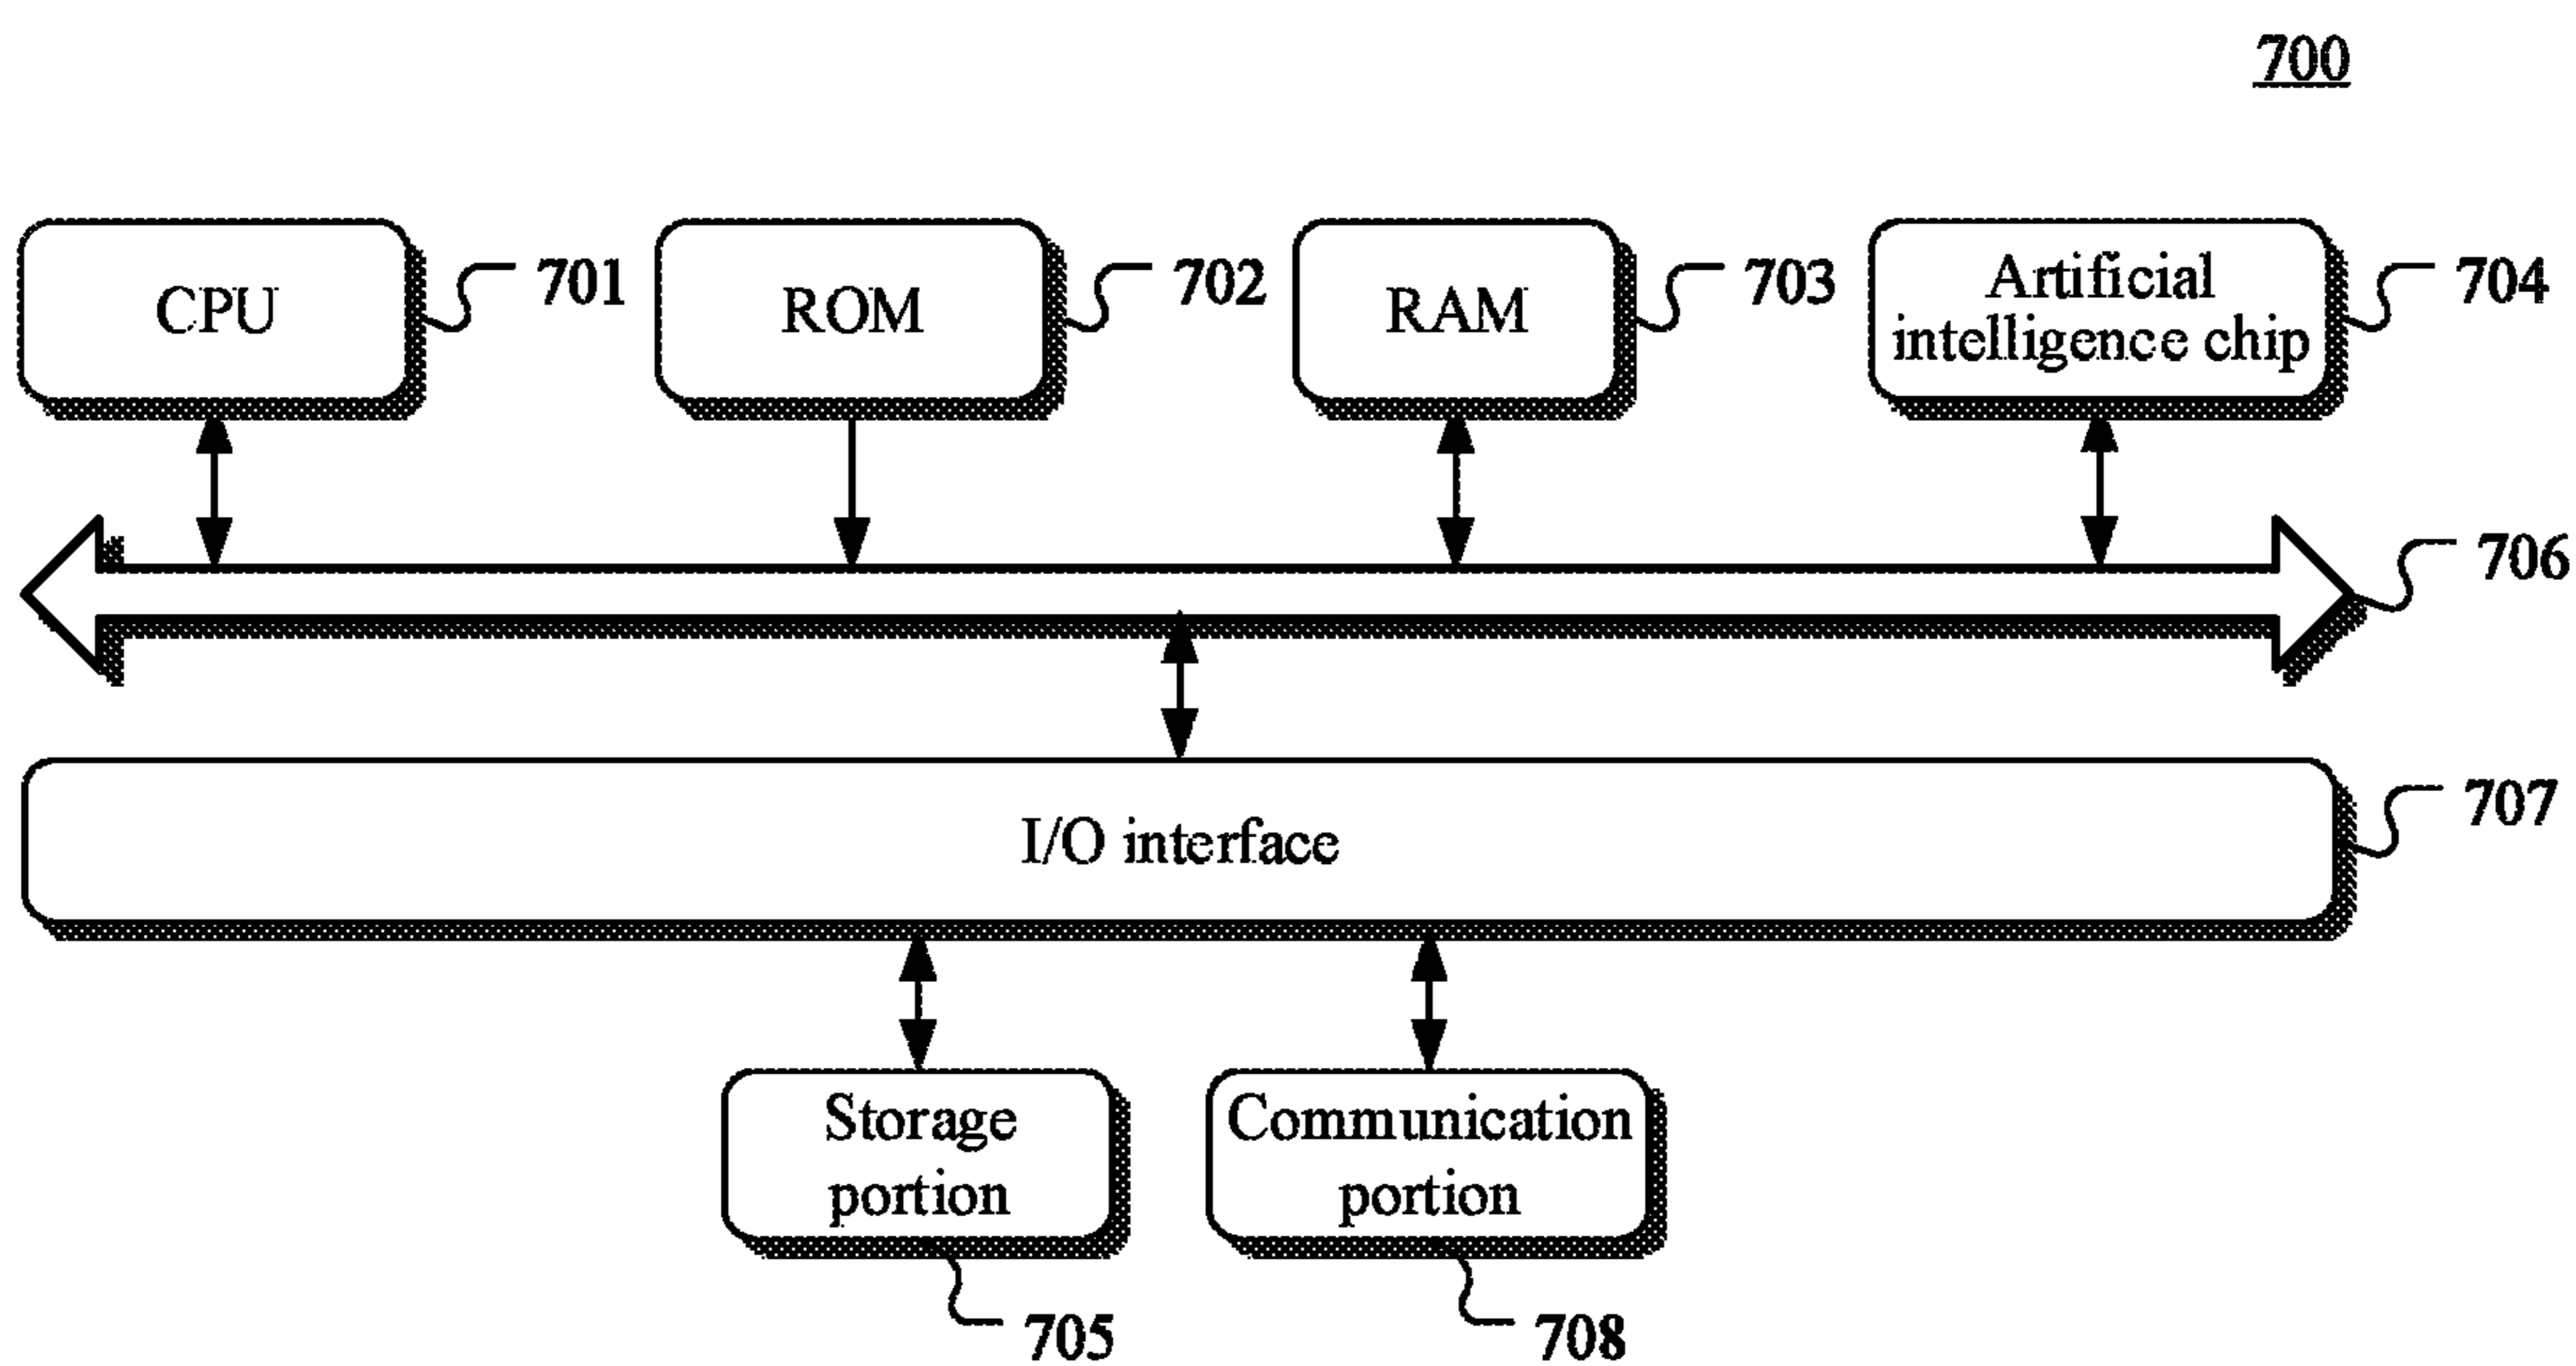 700
CPU
701
ROM
702
RAM
703
Artificial
intelligence chip
704
706
I/O interface
707
Storage
portion
Communication
portion
705
708